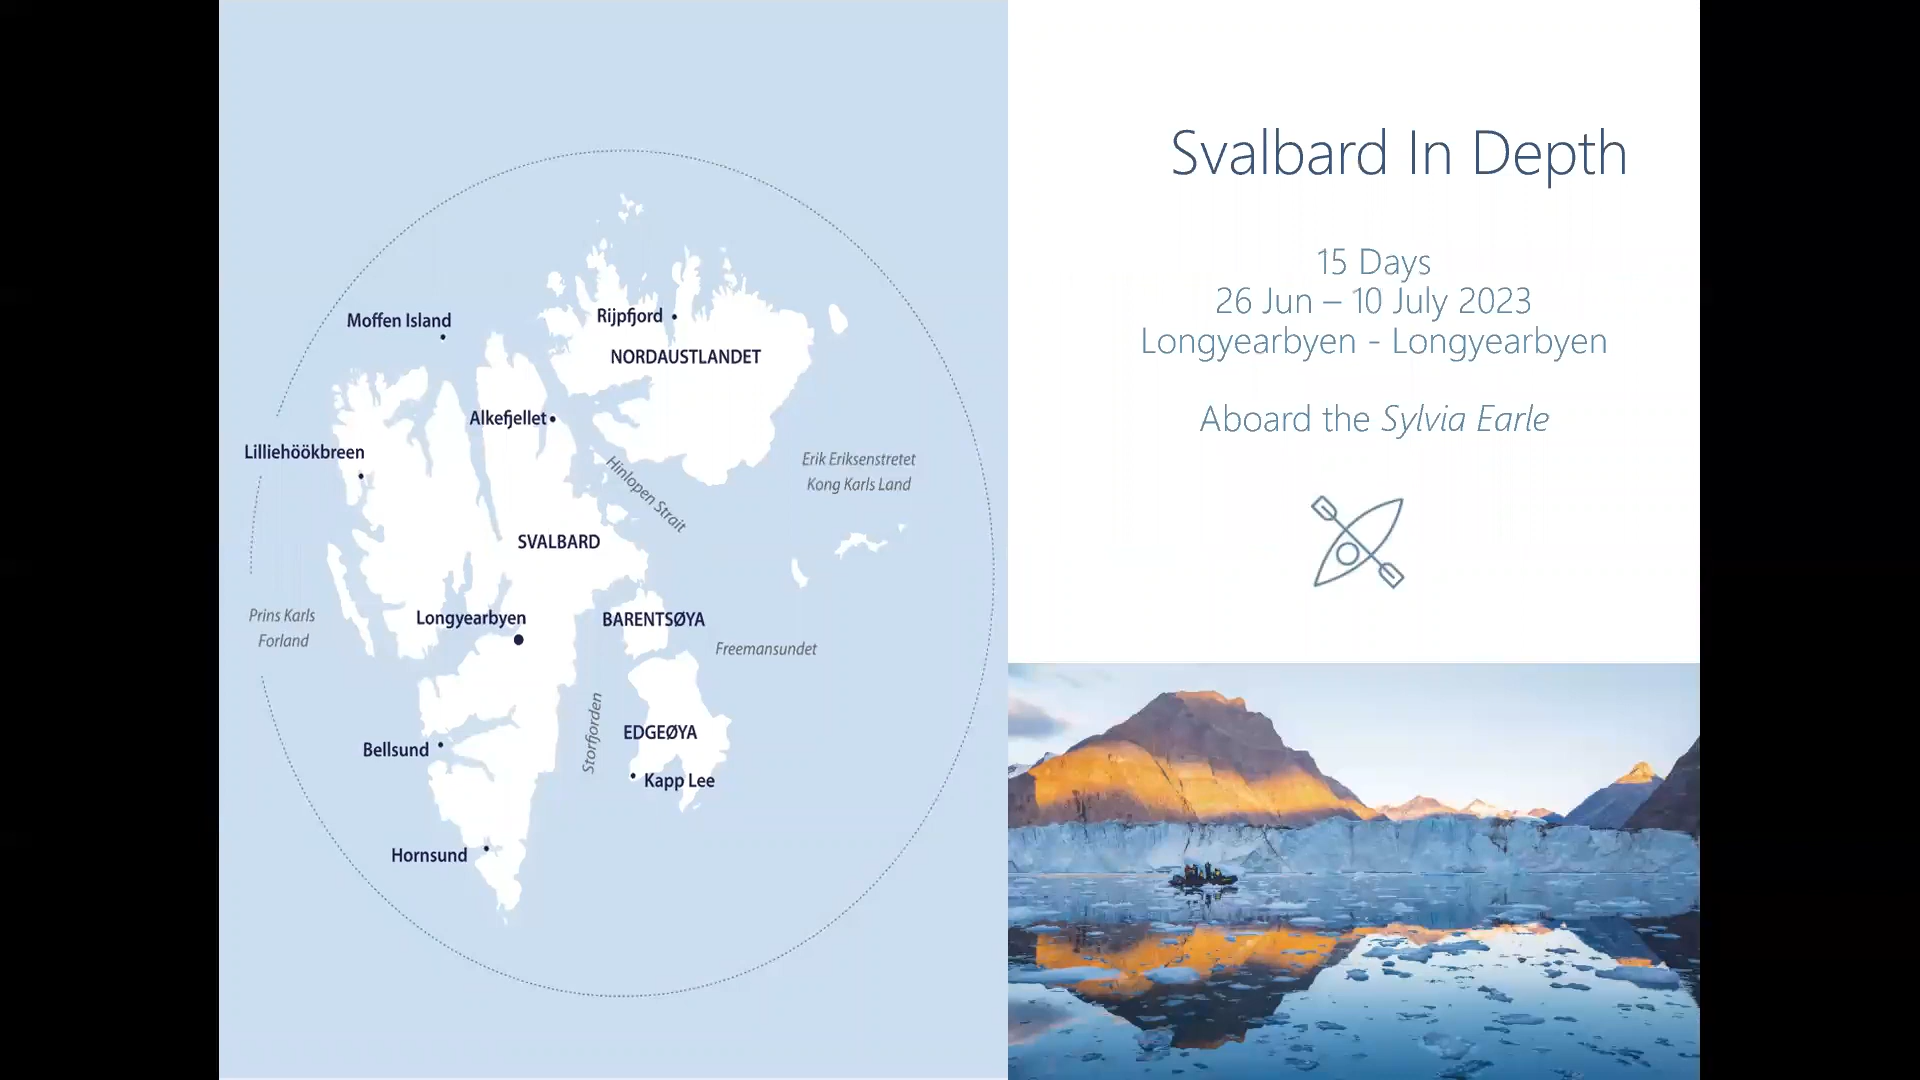 Svalbard In Depth
15 Days
26 Jun – 10 July 2023
Longyearbyen - Longyearbyen
Aboard the Sylvia Earle
Moffen Island
Rijpfjord
NORDAUSTLANDET
Alkefjellet
Lilliehöökbreen
Hinlopen Strait
Erik Eriksenstretet
Kong Karls Land
SVALBARD
Prins Karls
Forland
Longyearbyen
BARENTSØYA
Freemansundet
Storfjorden
EDGEØYA
Bellsund
Kapp Lee
Hornsund